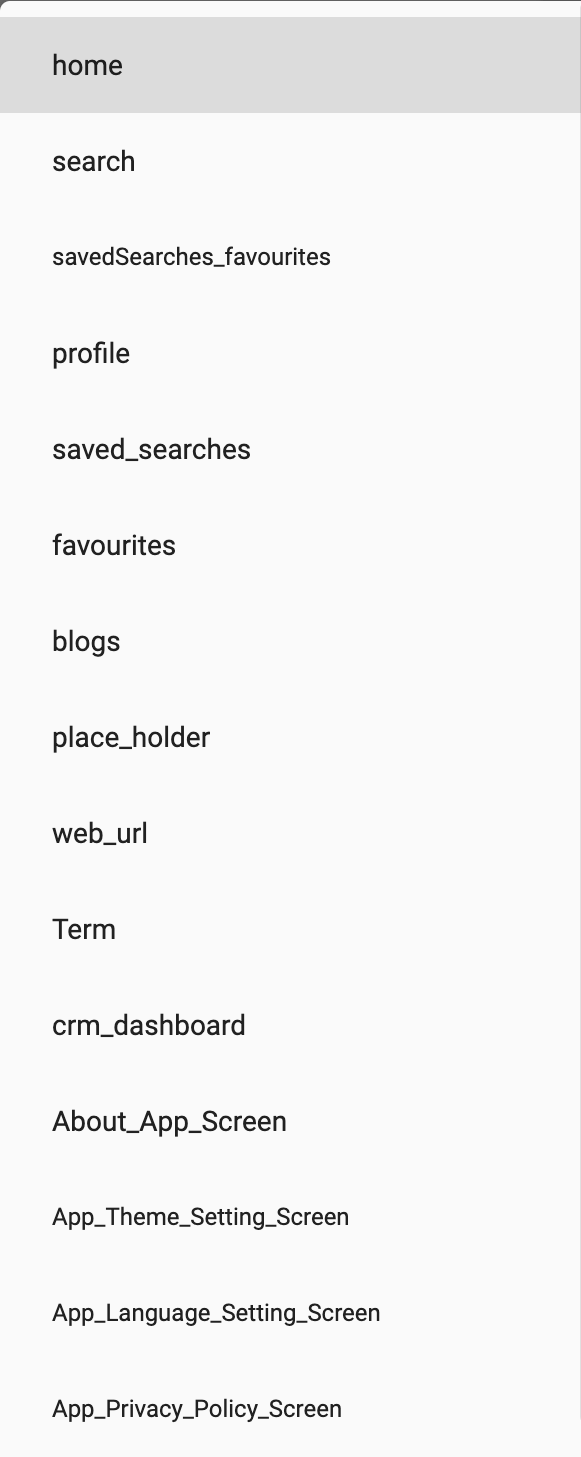 home
search
savedSearches_favourites
profile
saved_searches
favourites
blogs
place_holder
web_url
Term
crm_dashboard
About_App_Screen
App_Theme_Setting_Screen
App_Language_Setting_Screen
App_Privacy_Policy_Screen